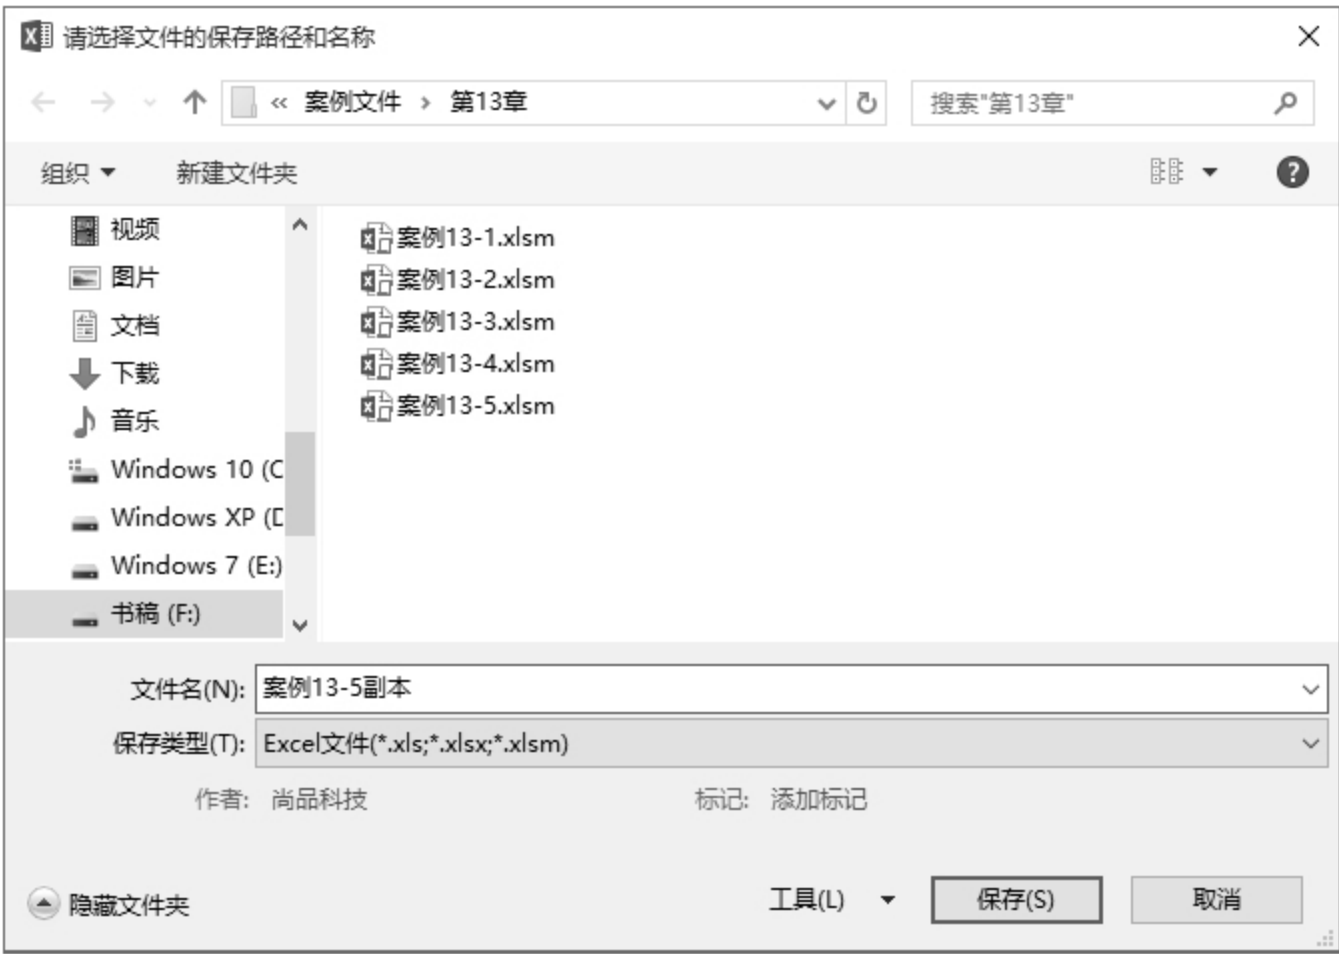 请选择文件的保存路径和名称
« 案例文件 › 第13章
搜索"第13章"
组织
新建文件夹
视频
图片
文档
下载
音乐
Windows 10 (C
Windows XP (D
Windows 7 (E:)
书稿 (F:)
案例13-1.xlsm
案例13-2.xlsm
案例13-3.xlsm
案例13-4.xlsm
案例13-5.xlsm
文件名(N): 案例13-5副本
保存类型(T): Excel文件(*.xls;*.xlsx;*.xlsm)
作者: 尚品科技 标记: 添加标记
隐藏文件夹
工具(L)
保存(S)
取消